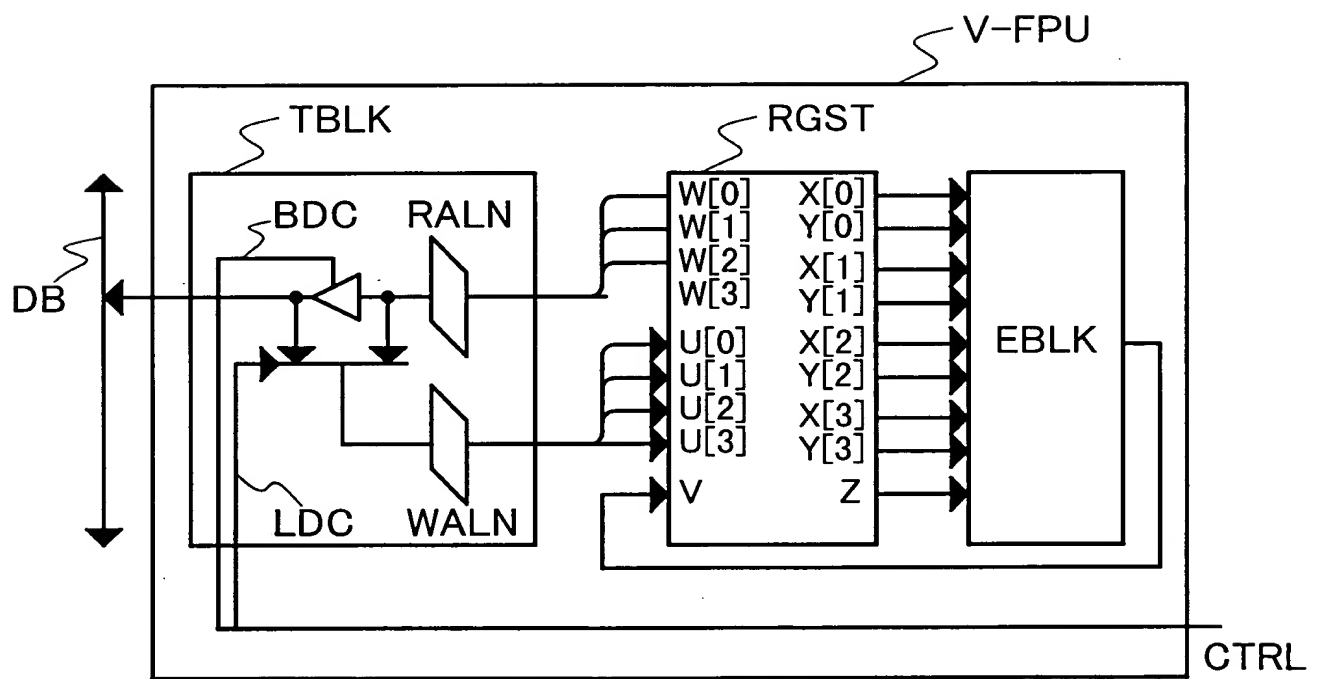 V-FPU
TBLK
RGST
BDC
RALN
W[0]
W[1]
W[2]
W[3]
U[0]
U[1]
U[2]
U[3]
V
X[0]
Y[0]
X[1]
Y[1]
X[2]
Y[2]
X[3]
Y[3]
Z
EBLK
DB
LDC
WALN
CTRL